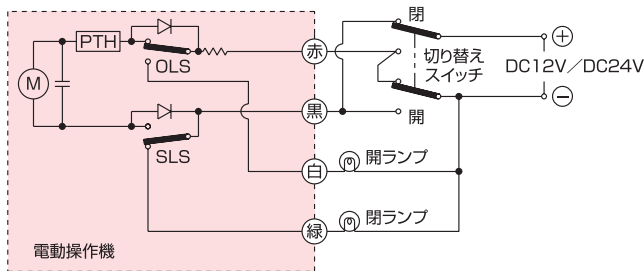 閉
PTH
赤
OLS
M
切り替え
スイッチ
+
DC12V／DC24V
−
黒
開
SLS
白
開ランプ
緑
閉ランプ
電動操作機